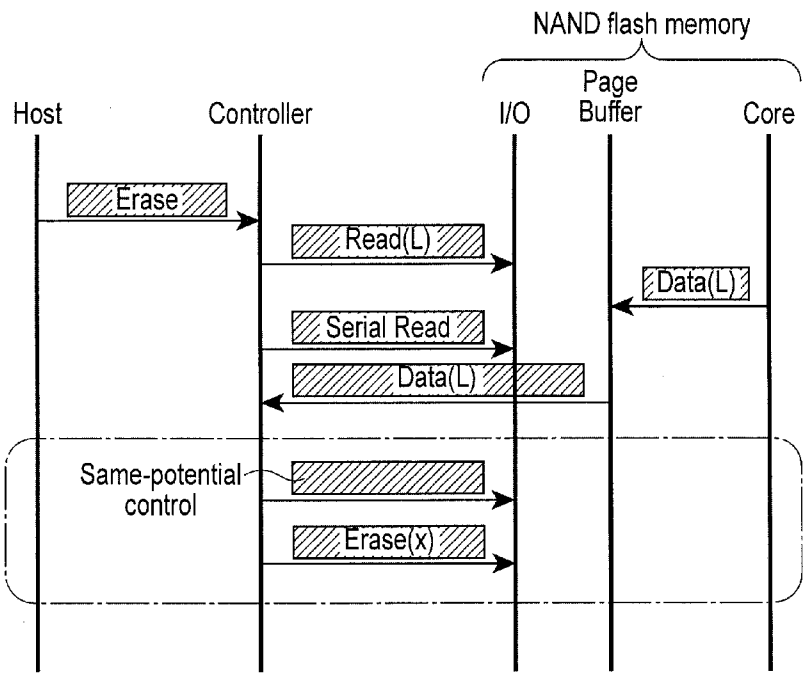 NAND flash memory
Page
Host Controller I/O Buffer Core
Erase
Read(L)
Data(L)
Serial Read
Data(L)
Same-potential
control
Erase(x)